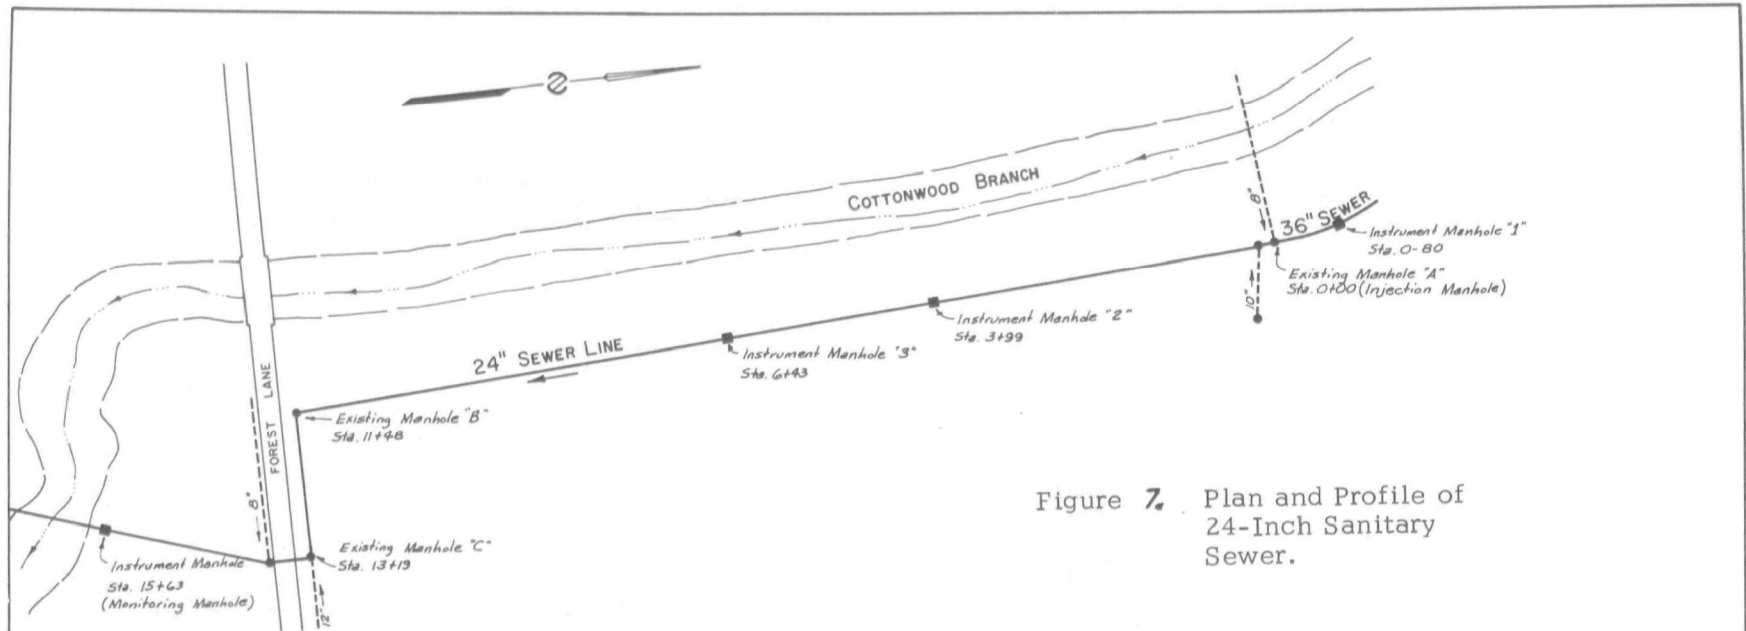 COTTONWOOD BRANCH
8"
36" SEWER
Instrument Manhole "1"
Sta. 0-80
Existing Manhole "A"
Sta. 0+00 (Injection Manhole)
10"
Instrument Manhole "2"
Sta. 3+99
Instrument Manhole "3"
Sta. 6+43
24" SEWER LINE
FOREST LANE
Existing Manhole "B"
Sta. 11+48
8"
Existing Manhole "C"
Sta. 13+19
Instrument Manhole
Sta. 15+63
(Monitoring Manhole)
12"
Figure 7. Plan and Profile of
24-Inch Sanitary
Sewer.